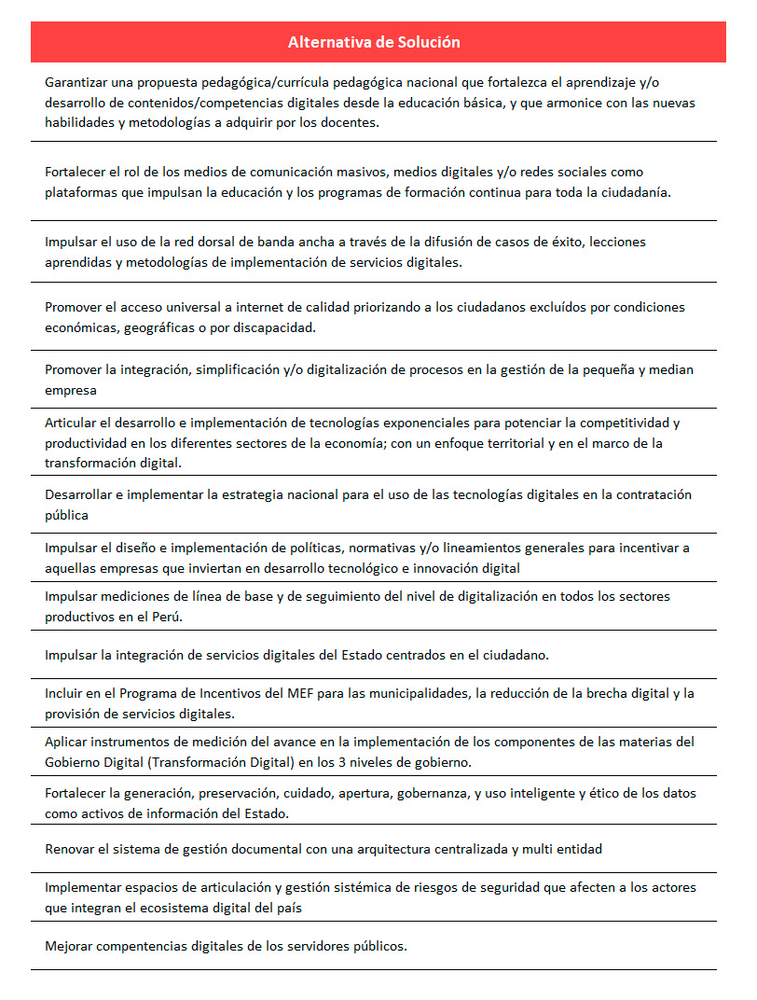 Alternativa de Solución
Garantizar una propuesta pedagógica/currícula pedagógica nacional que fortalezca el aprendizaje y/o
desarrollo de contenidos/competencias digitales desde la educación básica, y que armonice con las nuevas
habilidades y metodologías a adquirir por los docentes.
Fortalecer el rol de los medios de comunicación masivos, medios digitales y/o redes sociales como
plataformas que impulsan la educación y los programas de formación continua para toda la ciudadanía.
Impulsar el uso de la red dorsal de banda ancha a través de la difusión de casos de éxito, lecciones
aprendidas y metodologías de implementación de servicios digitales.
Promover el acceso universal a internet de calidad priorizando a los ciudadanos excluídos por condiciones
económicas, geográficas o por discapacidad.
Promover la integración, simplificación y/o digitalización de procesos en la gestión de la pequeña y median
empresa
Articular el desarrollo e implementación de tecnologías exponenciales para potenciar la competitividad y
productividad en los diferentes sectores de la economía; con un enfoque territorial y en el marco de la
transformación digital.
Desarrollar e implementar la estrategia nacional para el uso de las tecnologías digitales en la contratación
pública
Impulsar el diseño e implementación de políticas, normativas y/o lineamientos generales para incentivar a
aquellas empresas que inviertan en desarrollo tecnológico e innovación digital
Impulsar mediciones de línea de base y de seguimiento del nivel de digitalización en todos los sectores
productivos en el Perú.
Impulsar la integración de servicios digitales del Estado centrados en el ciudadano.
Incluir en el Programa de Incentivos del MEF para las municipalidades, la reducción de la brecha digital y la
provisión de servicios digitales.
Aplicar instrumentos de medición del avance en la implementación de los componentes de las materias del
Gobierno Digital (Transformación Digital) en los 3 niveles de gobierno.
Fortalecer la generación, preservación, cuidado, apertura, gobernanza, y uso inteligente y ético de los datos
como activos de información del Estado.
Renovar el sistema de gestión documental con una arquitectura centralizada y multi entidad
Implementar espacios de articulación y gestión sistémica de riesgos de seguridad que afecten a los actores
que integran el ecosistema digital del país
Mejorar compentencias digitales de los servidores públicos.